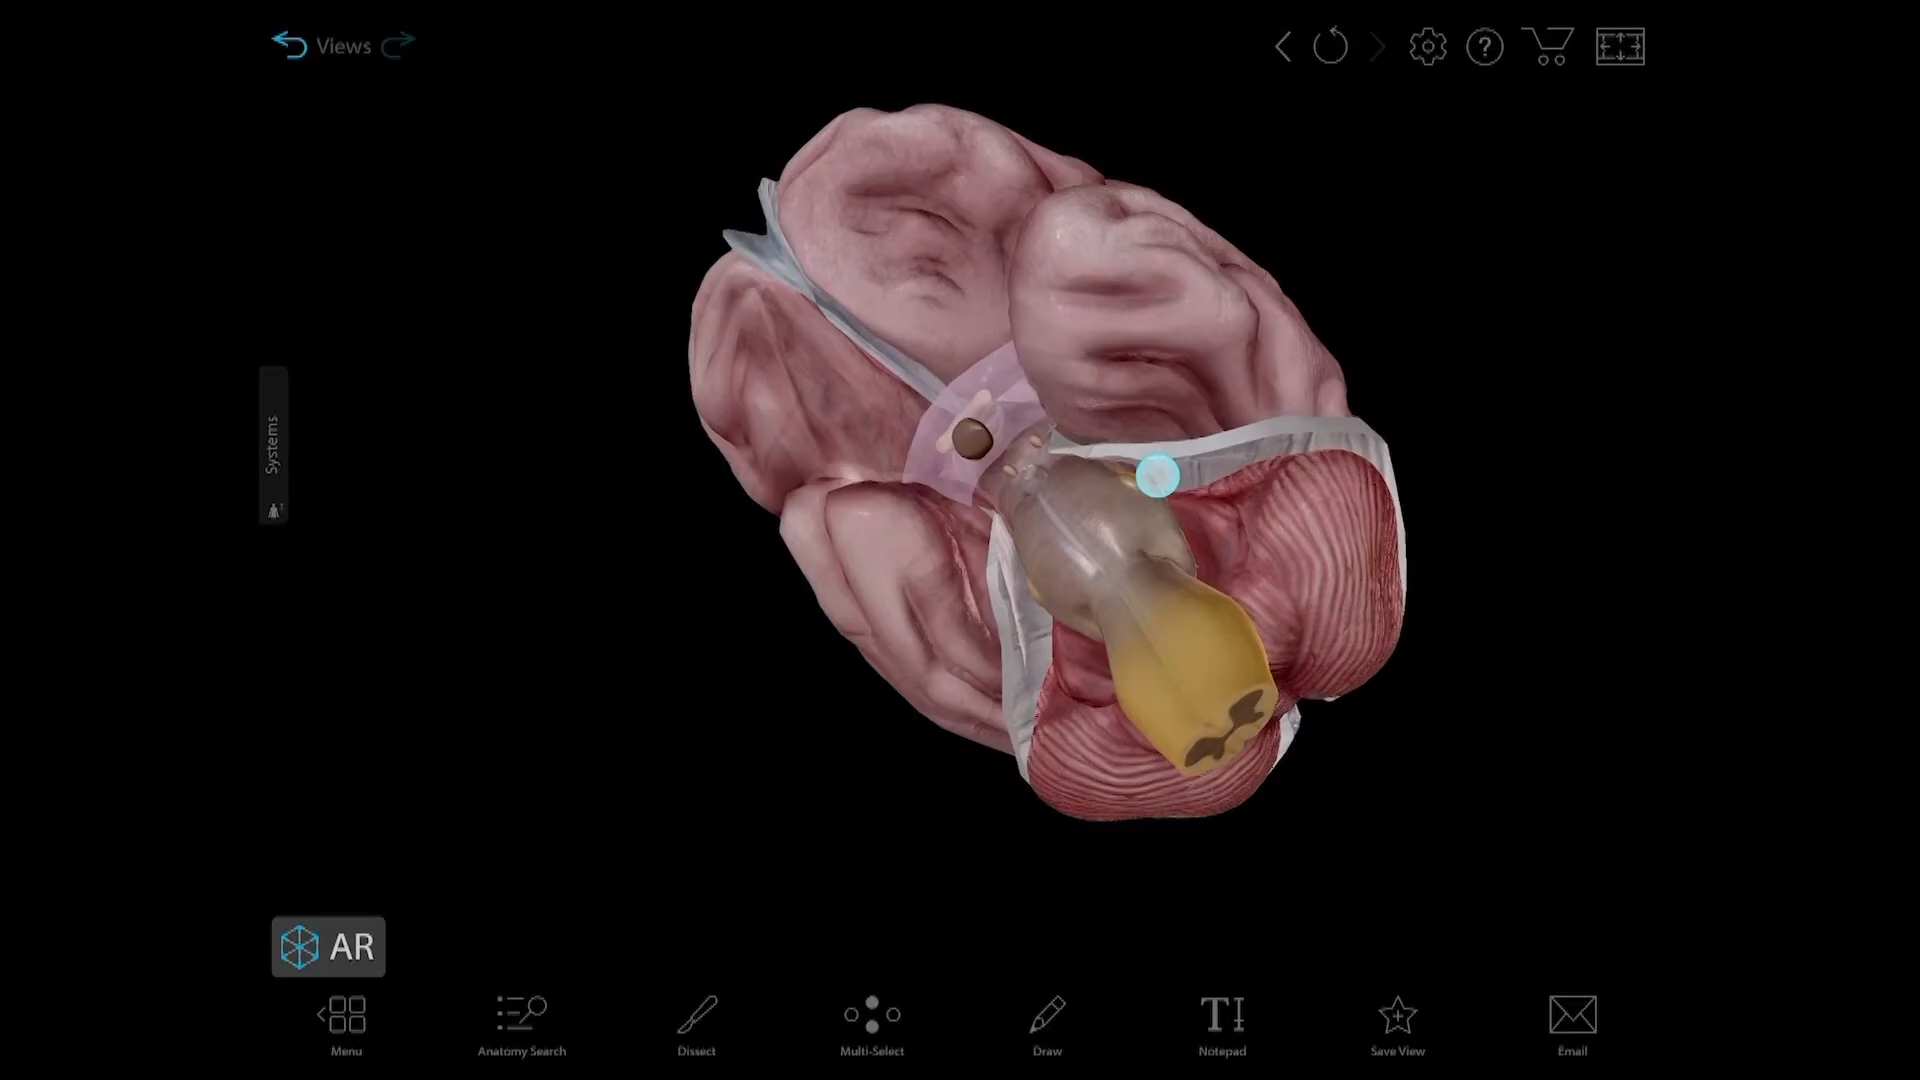 Views
?
Systems
AR
Menu
Anatomy Search
Dissect
Multi-Select
Draw
Notepad
Save View
Email